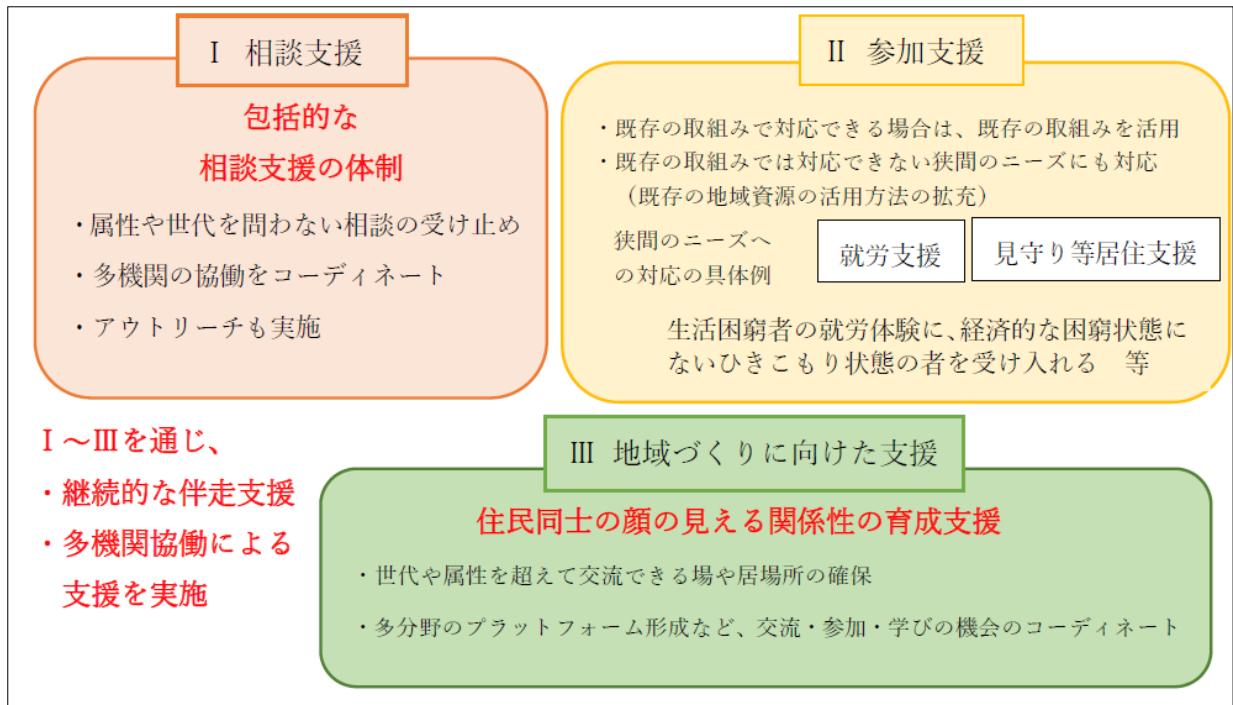 Ⅰ 相談支援
包括的な
相談支援の体制
・属性や世代を問わない相談の受け止め
・多機関の協働をコーディネート
・アウトリーチも実施
Ⅱ 参加支援
・既存の取組みで対応できる場合は、既存の取組みを活用
・既存の取組みでは対応できない狭間のニーズにも対応
（既存の地域資源の活用方法の拡充）
狭間のニーズへ
の対応の具体例
就労支援
見守り等居住支援
生活困窮者の就労体験に、経済的な困窮状態に
ないひきこもり状態の者を受け入れる　等
Ⅰ～Ⅲを通じ、
・継続的な伴走支援
・多機関協働による
支援を実施
Ⅲ 地域づくりに向けた支援
住民同士の顔の見える関係性の育成支援
・世代や属性を超えて交流できる場や居場所の確保
・多分野のプラットフォーム形成など、交流・参加・学びの機会のコーディネート